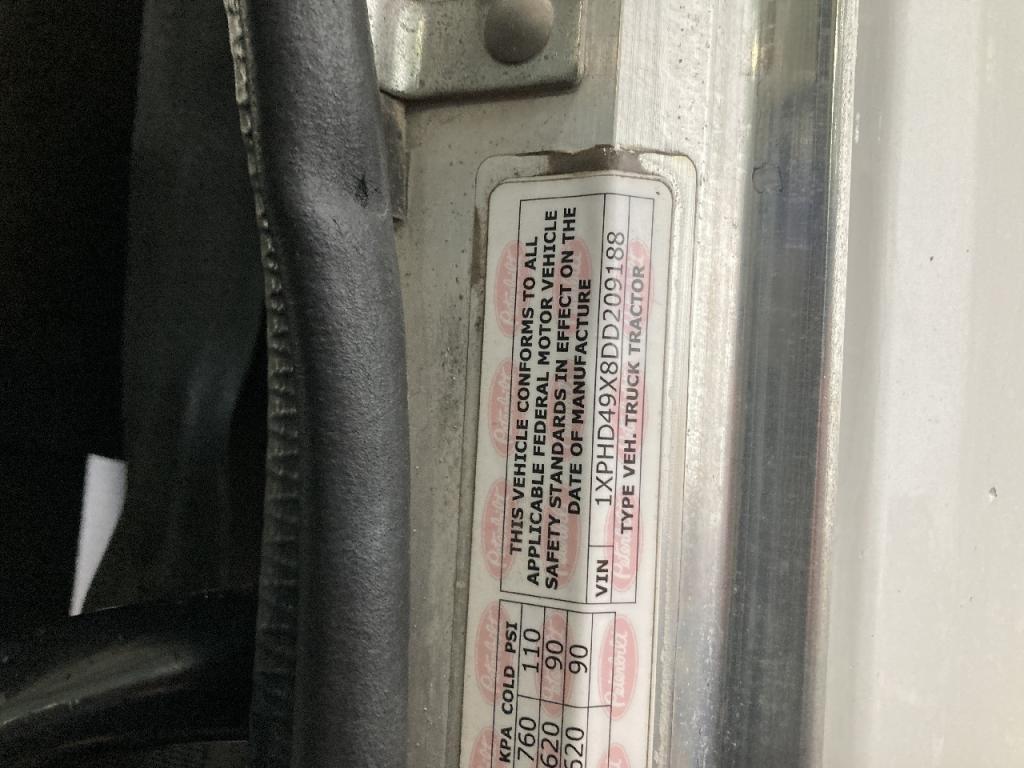 THIS VEHICLE CONFORMS TO ALL
APPLICABLE FEDERAL MOTOR VEHICLE
SAFETY STANDARDS IN EFFECT ON THE
DATE OF MANUFACTURE
VIN 1XPHD49X8DD209188
TYPE VEH. TRUCK TRACTOR
KPA COLD PSI
760 110
620 90
620 90
Peterbilt